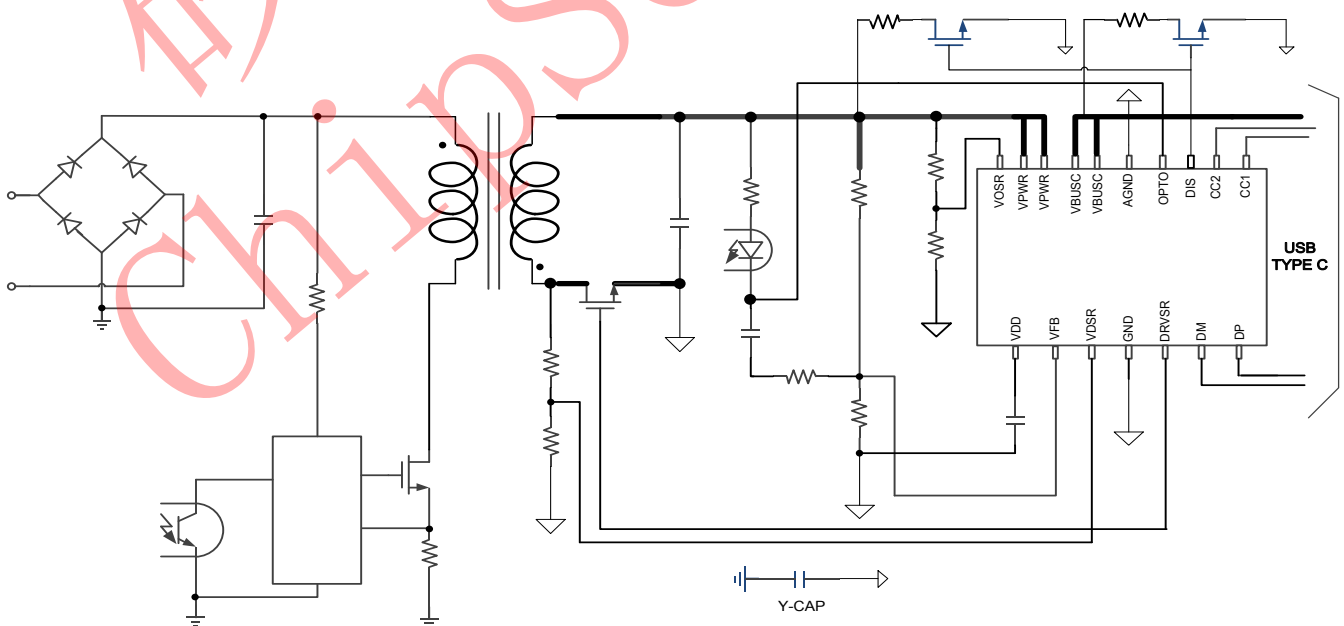 ChipS
VOSR
VPWR
VPWR
VBUSC
VBUSC
AGND
OPTO
DIS
CC2
CC1
USB
TYPE C
VDD
VFB
VDSR
GND
DRVSR
DM
DP
Y-CAP